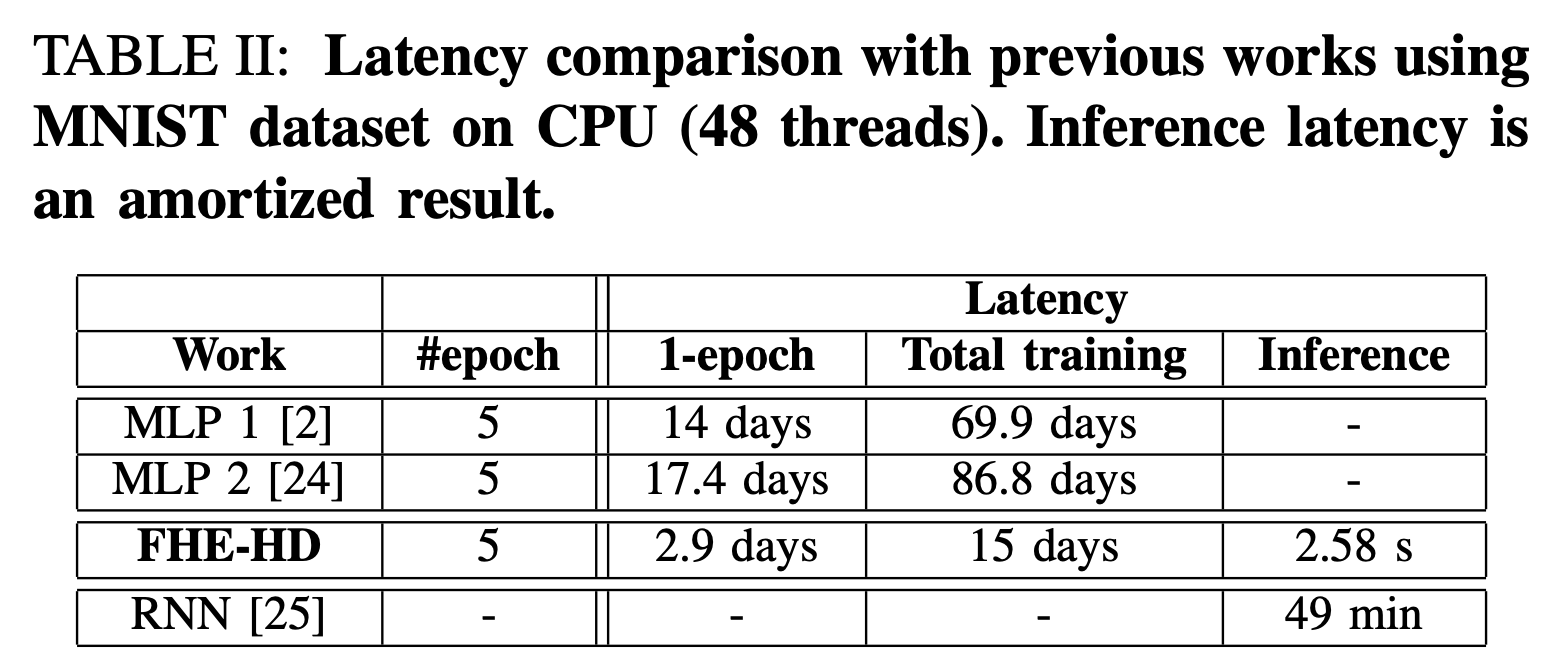 TABLE II: Latency comparison with previous works using
MNIST dataset on CPU (48 threads). Inference latency is
an amortized result.
Latency
Work #epoch 1-epoch Total training Inference
MLP 1 [2] 5 14 days 69.9 days -
MLP 2 [24] 5 17.4 days 86.8 days -
FHE-HD 5 2.9 days 15 days 2.58 s
RNN [25] - - - 49 min